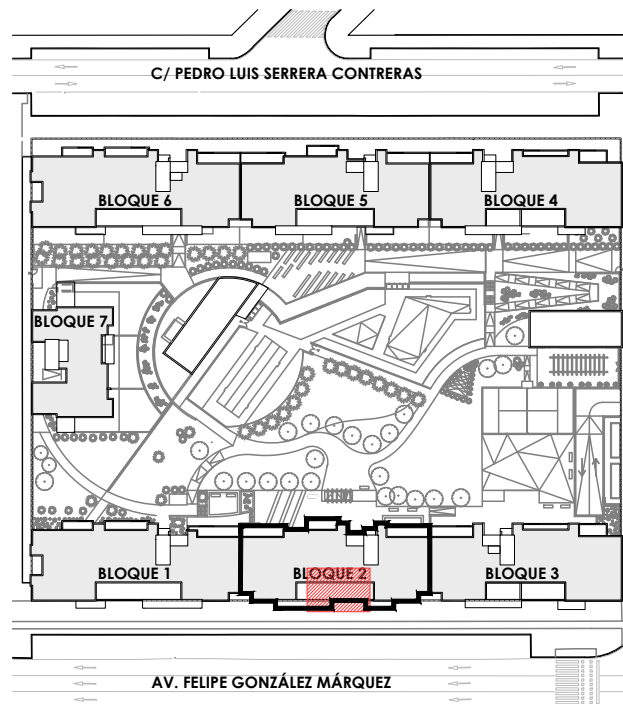 C/ PEDRO LUIS SERRERA CONTRERAS
BLOQUE 6
BLOQUE 5
BLOQUE 4
BLOQUE 7
BLOQUE 1
BLOQUE 2
BLOQUE 3
AV. FELIPE GONZÁLEZ MÁRQUEZ